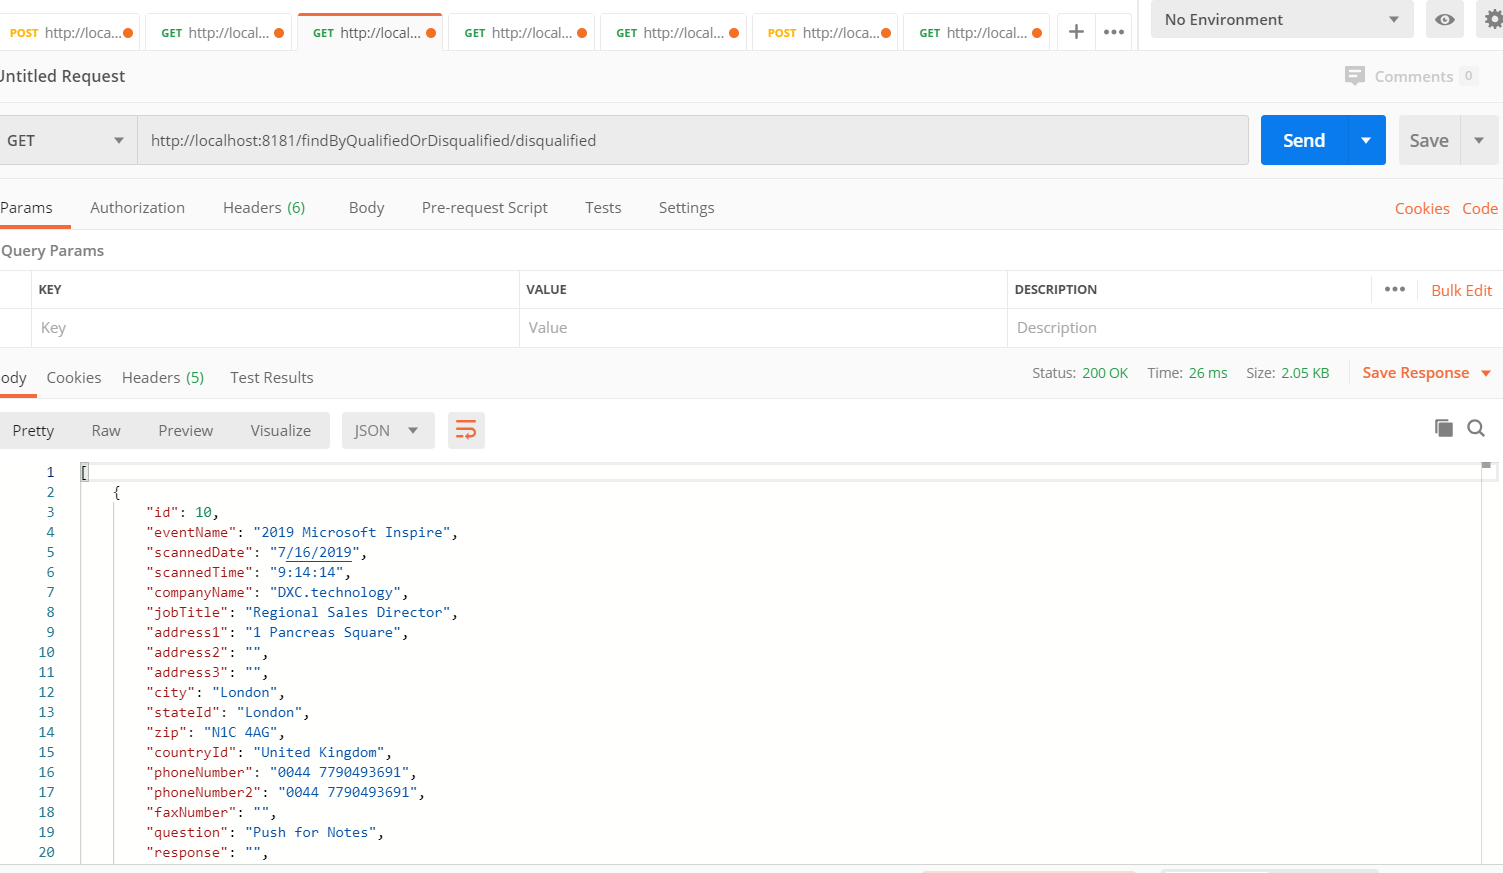 POST http://loca... GET http://local... GET http://local... GET http://local... GET http://local... POST http://loca... GET http://local... + ••• No Environment
Untitled Request Comments 0
GET http://localhost:8181/findByQualifiedOrDisqualified/disqualified Send Save
Params Authorization Headers (6) Body Pre-request Script Tests Settings Cookies Code
Query Params
KEY VALUE DESCRIPTION ••• Bulk Edit
Key Value Description
ody Cookies Headers (5) Test Results Status: 200 OK Time: 26 ms Size: 2.05 KB Save Response
Pretty Raw Preview Visualize JSON
1 [
2 {
3 "id": 10,
4 "eventName": "2019 Microsoft Inspire",
5 "scannedDate": "7/16/2019",
6 "scannedTime": "9:14:14",
7 "companyName": "DXC.technology",
8 "jobTitle": "Regional Sales Director",
9 "address1": "1 Pancreas Square",
10 "address2": "",
11 "address3": "",
12 "city": "London",
13 "stateId": "London",
14 "zip": "N1C 4AG",
15 "countryId": "United Kingdom",
16 "phoneNumber": "0044 7790493691",
17 "phoneNumber2": "0044 7790493691",
18 "faxNumber": "",
19 "question": "Push for Notes",
20 "response": "",